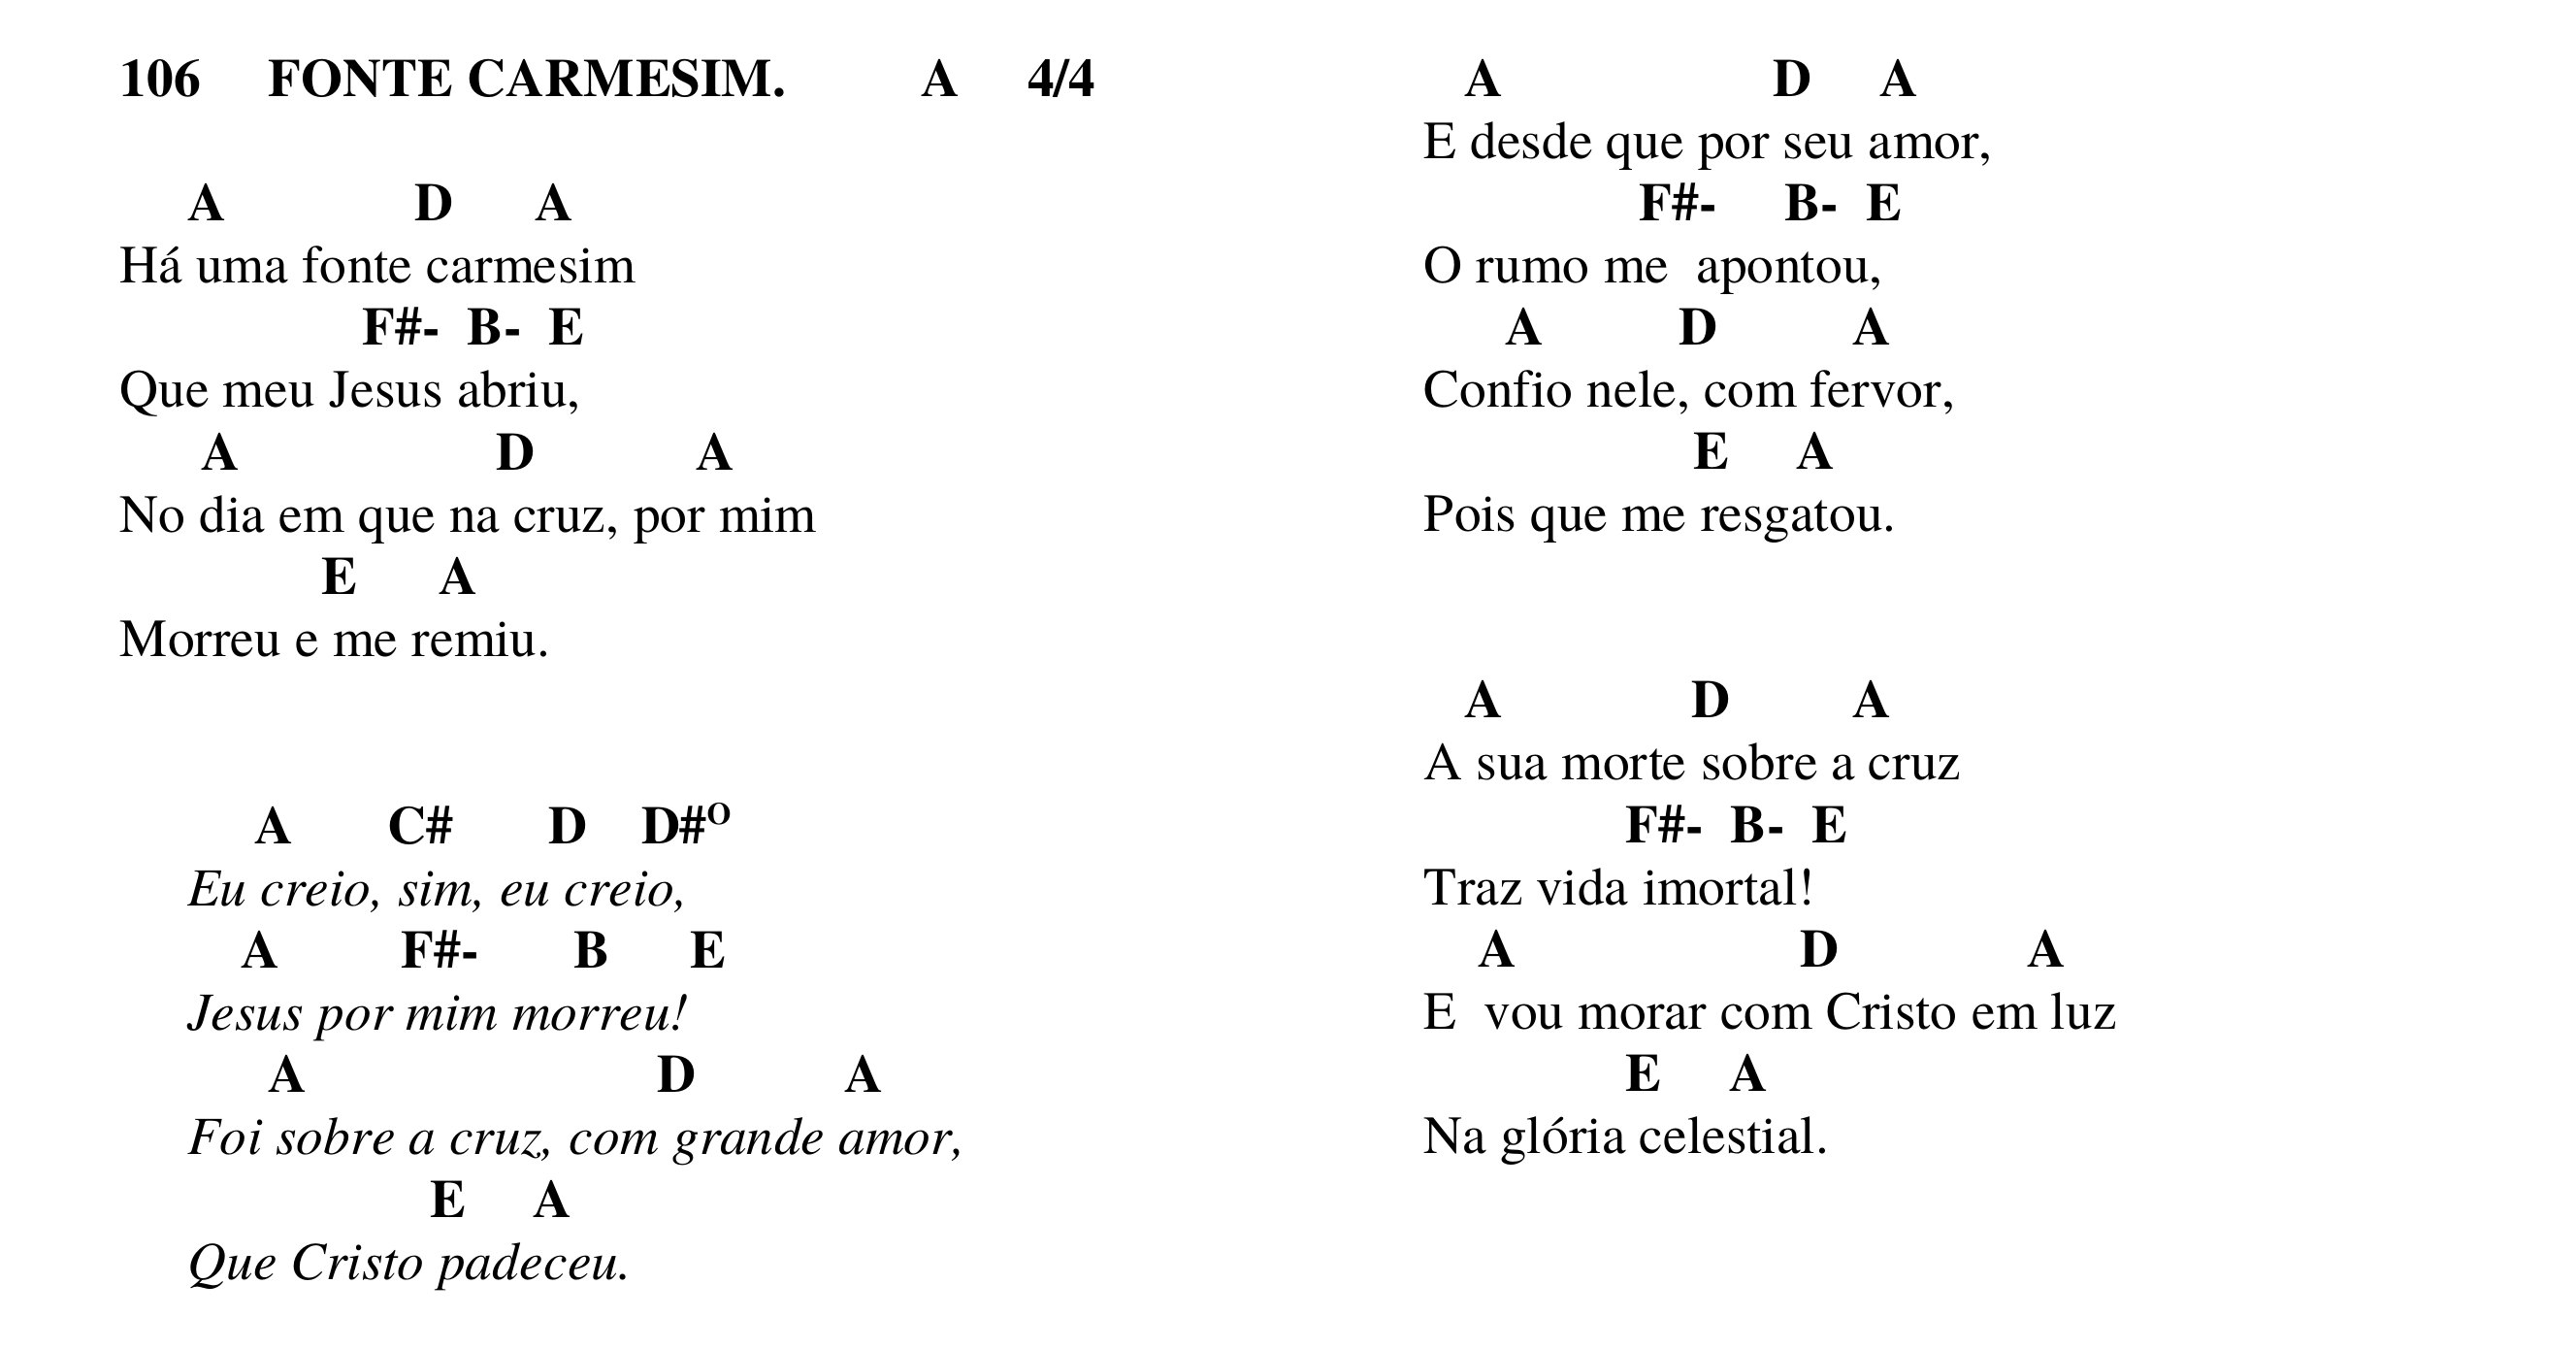 106 FONTE CARMESIM. A 4/4
A D A
Há uma fonte carmesim
F#- B- E
Que meu Jesus abriu,
A D A
No dia em que na cruz, por mim
E A
Morreu e me remiu.
A C# D D#º
Eu creio, sim, eu creio,
A F#- B E
Jesus por mim morreu!
A D A
Foi sobre a cruz, com grande amor,
E A
Que Cristo padeceu.
A D A
E desde que por seu amor,
F#- B- E
O rumo me apontou,
A D A
Confio nele, com fervor,
E A
Pois que me resgatou.
A D A
A sua morte sobre a cruz
F#- B- E
Traz vida imortal!
A D A
E vou morar com Cristo em luz
E A
Na glória celestial.